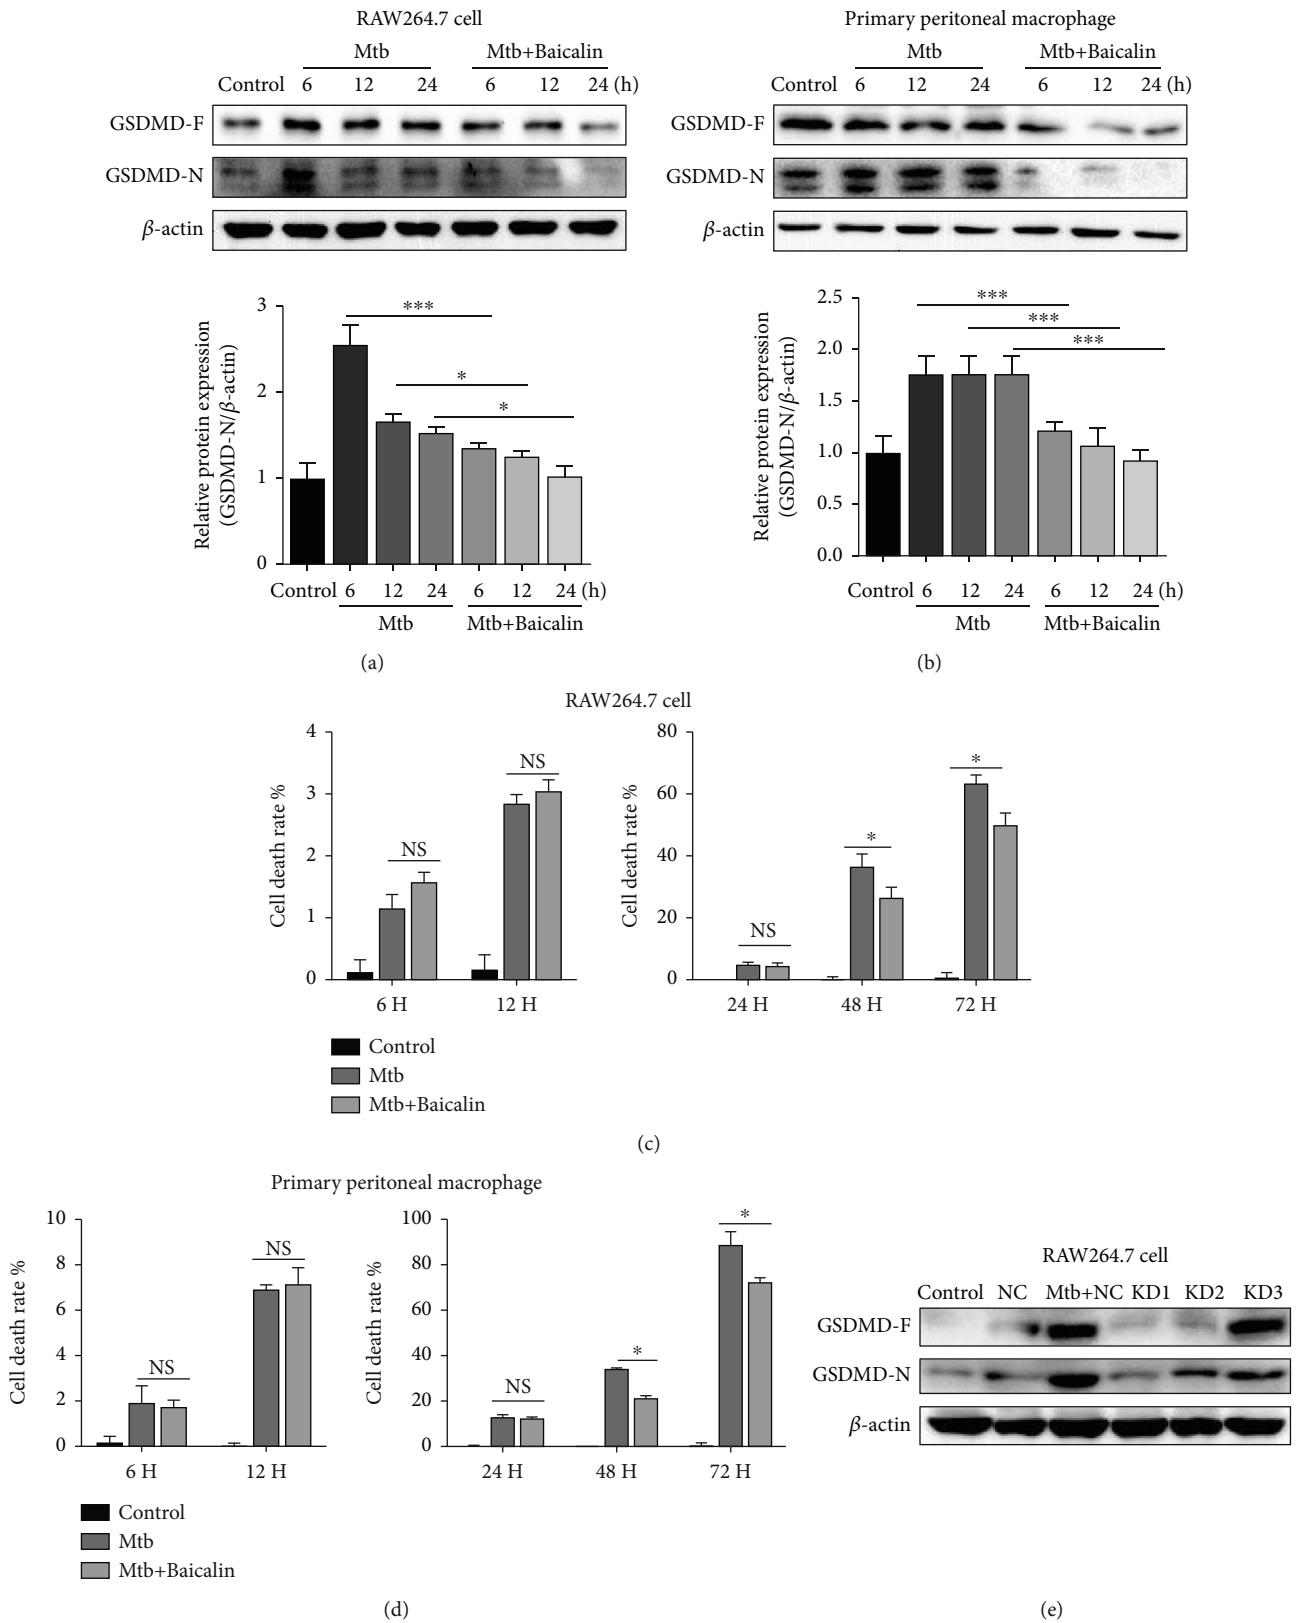 RAW264.7 cell
Mtb Mtb+Baicalin
Control 6 12 24 6 12 24 (h)
GSDMD-F
GSDMD-N
β-actin
Primary peritoneal macrophage
Mtb Mtb+Baicalin
Control 6 12 24 6 12 24 (h)
GSDMD-F
GSDMD-N
β-actin
Relative protein expression
(GSDMD-N/β-actin)
3
2
1
0
***
*
*
Control 6 12 24 6 12 24 (h)
Mtb Mtb+Baicalin
(a)
Relative protein expression
(GSDMD-N/β-actin)
2.5
2.0
1.5
1.0
0.5
0.0
***
***
***
Control 6 12 24 6 12 24 (h)
Mtb Mtb+Baicalin
(b)
RAW264.7 cell
Cell death rate %
4
3
2
1
0
NS
NS
6 H 12 H
Cell death rate %
80
60
40
20
0
NS
*
*
24 H 48 H 72 H
Control
Mtb
Mtb+Baicalin
(c)
Primary peritoneal macrophage
Cell death rate %
10
8
6
4
2
0
NS
NS
6 H 12 H
Cell death rate %
100
80
60
40
20
0
NS
*
*
24 H 48 H 72 H
Control
Mtb
Mtb+Baicalin
(d)
RAW264.7 cell
Control NC Mtb+NC KD1 KD2 KD3
GSDMD-F
GSDMD-N
β-actin
(e)